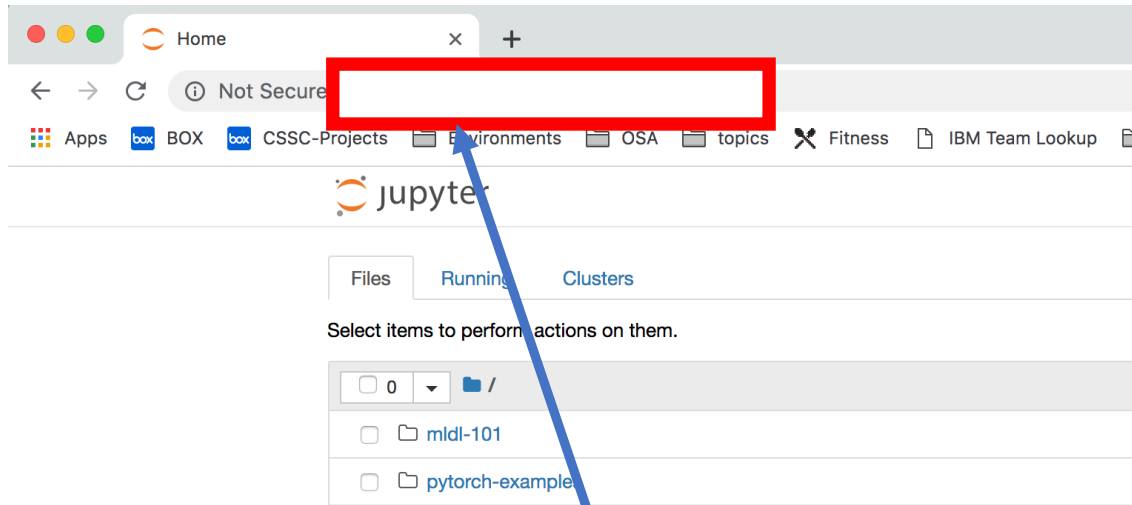 Home
Not Secure
Apps BOX CSSC-Projects Environments OSA topics Fitness IBM Team Lookup
jupyter
Files Running Clusters
Select items to perform actions on them.
0 /
mldl-101
pytorch-examples